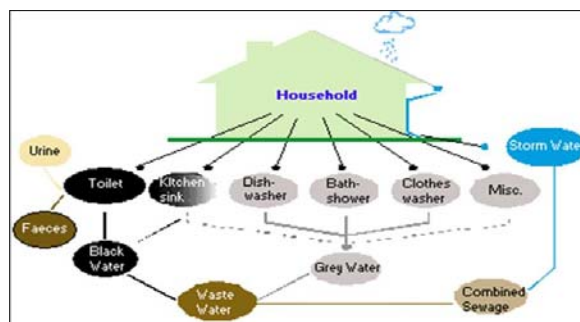 Household
Urine
Storm Water
Toilet
Kitchen
sink
Dish-
washer
Bath-
shower
Clothes
washer
Misc.
Faeces
Black
Water
Grey Water
Waste
Water
Combined
Sewage